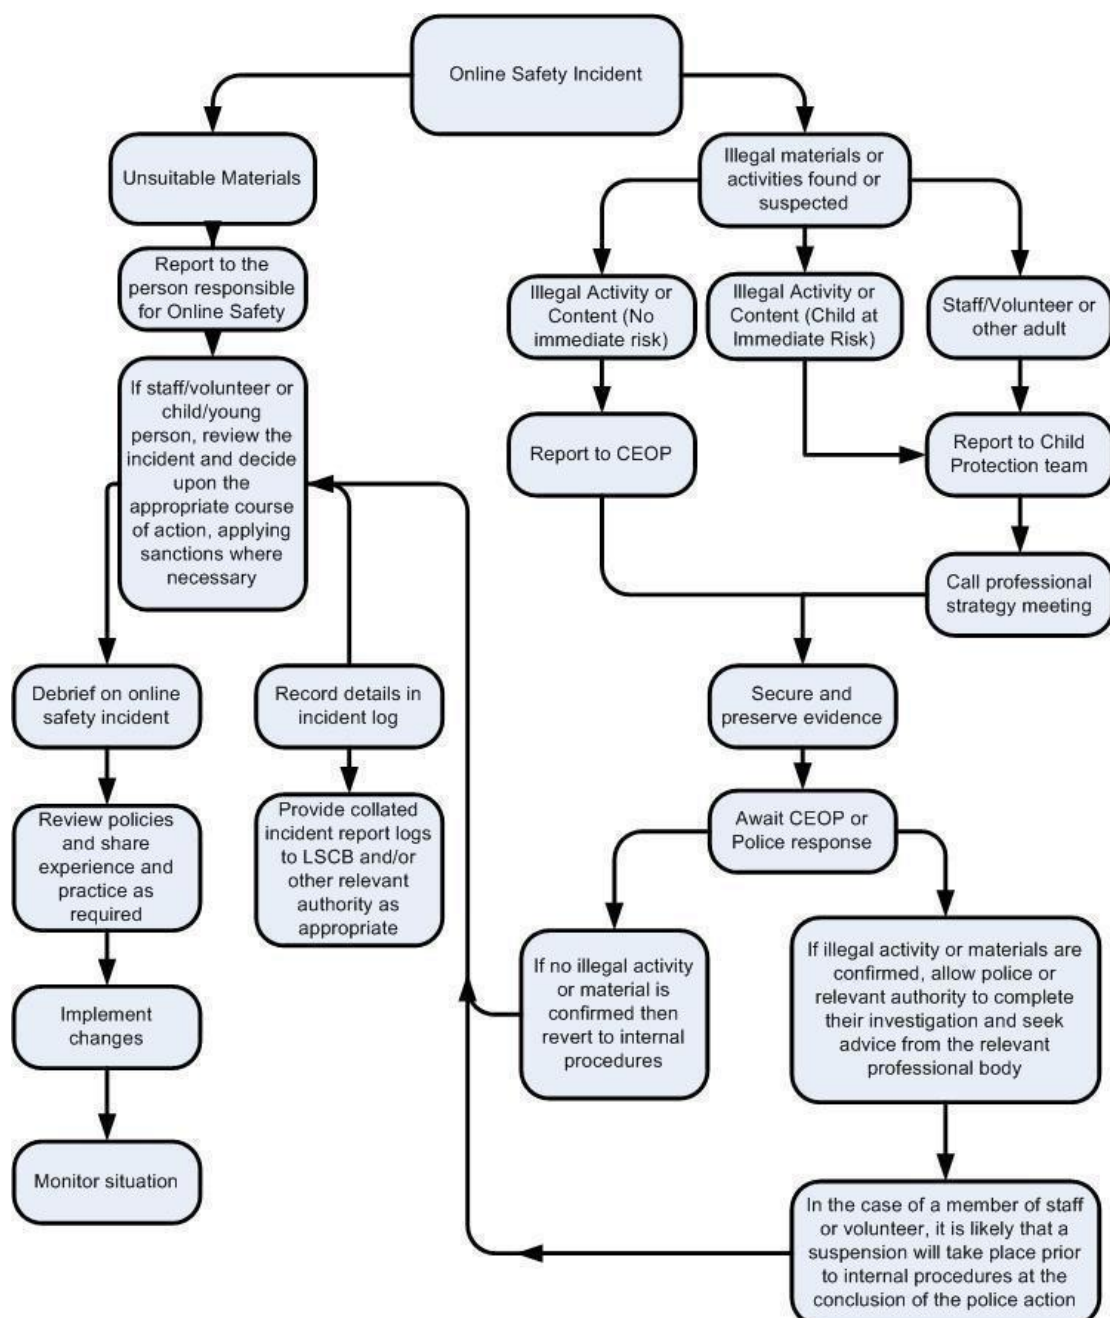 Online Safety Incident
Unsuitable Materials
Illegal materials or
activities found or
suspected
Report to the
person responsible
for Online Safety
Illegal Activity or
Content (No
immediate risk)
Illegal Activity or
Content (Child at
Immediate Risk)
Staff/Volunteer or
other adult
If staff/volunteer or
child/young
person, review the
incident and decide
upon the
appropriate course
of action, applying
sanctions where
necessary
Report to CEOP
Report to Child
Protection team
Call professional
strategy meeting
Debrief on online
safety incident
Record details in
incident log
Secure and
preserve evidence
Review policies
and share
experience and
practice as
required
Provide collated
incident report logs
to LSCB and/or
other relevant
authority as
appropriate
Await CEOP or
Police response
If no illegal activity
or material is
confirmed then
revert to internal
procedures
If illegal activity or materials are
confirmed, allow police or
relevant authority to complete
their investigation and seek
advice from the relevant
professional body
Implement
changes
Monitor situation
In the case of a member of staff
or volunteer, it is likely that a
suspension will take place prior
to internal procedures at the
conclusion of the police action